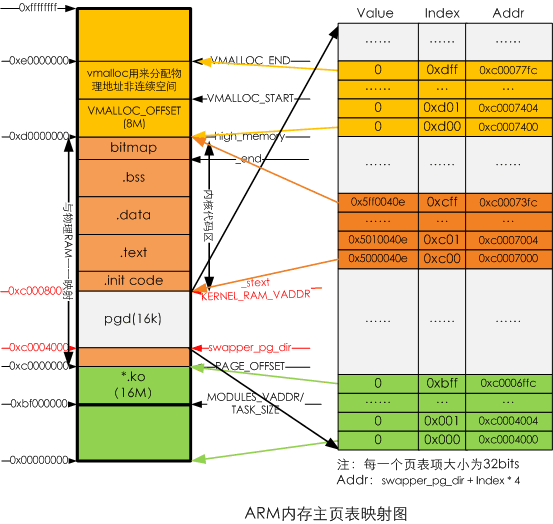 0xffffffff
0xe0000000
VMALLOC_END
vmalloc用来分配物
理地址非连续空间
VMALLOC_START
VMALLOC_OFFSET
(8M)
0xd0000000
high_memory
bitmap
_end
.bss
.data
.text
.init code
与物理RAM一一映射
内核代码区
0xc000800
_stext
KERNEL_RAM_VADDR
pgd(16k)
0xc0004000
swapper_pg_dir
0xc0000000
PAGE_OFFSET
*.ko
(16M)
0xbf000000
MODULES_VADDR/
TASK_SIZE
0x00000000
Value Index Addr
...... ...... ......
0 0xdff 0xc00077fc
...... ... ......
0 0xd01 0xc0007404
0 0xd00 0xc0007400
...... ...... ......
0x5ff0040e 0xcff 0xc00073fc
...... ... ......
0x5010040e 0xc01 0xc0007004
0x5000040e 0xc00 0xc0007000
...... ...... ......
0 0xbff 0xc0006ffc
...... ... ......
0 0x001 0xc0004004
0 0x000 0xc0004000
注：每一个页表项大小为32bits
Addr：swapper_pg_dir + Index * 4
ARM内存主页表映射图